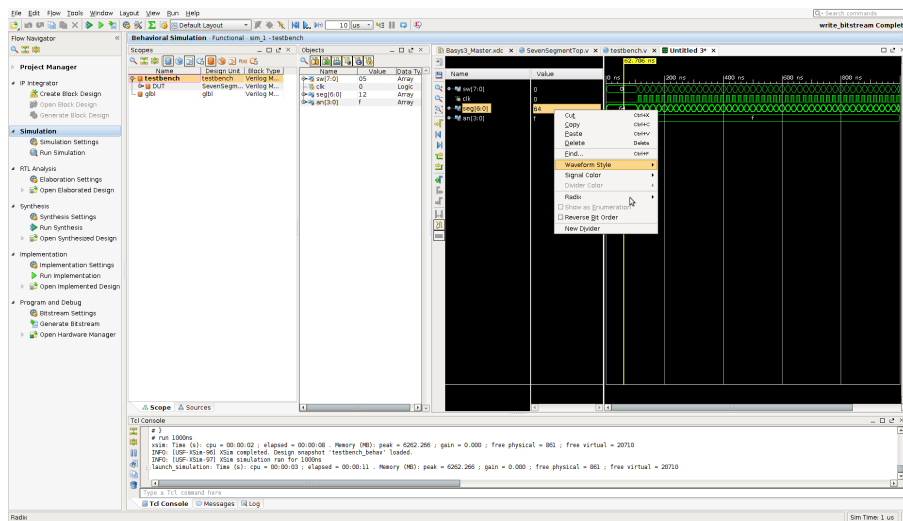 File Edit Flow Tools Window Layout View Run Help
Q- Search commands
Default Layout
10 us
write_bitstream Complet
Flow Navigator
Behavioral Simulation - Functional - sim_1 - testbench
Project Manager
IP Integrator
Create Block Design
Open Block Design
Generate Block Design
Simulation
Simulation Settings
Run Simulation
RTL Analysis
Elaboration Settings
Open Elaborated Design
Synthesis
Synthesis Settings
Run Synthesis
Open Synthesized Design
Implementation
Implementation Settings
Run Implementation
Open Implemented Design
Program and Debug
Bitstream Settings
Generate Bitstream
Open Hardware Manager
Scopes
Name Design Unit Block Type
testbench testbench Verilog M...
DUT SevenSegm... Verilog M...
glbl glbl Verilog M...
Scope Sources
Objects
Name Value Data Ty
sw[7:0] 05 Array
clk 0 Logic
seg[6:0] 12 Array
an[3:0] f Array
Basys3_Master.xdc SevenSegmentTop.v testbench.v Untitled 3*
62.706 ns
Name Value
0 ns 200 ns 400 ns 600 ns 800 ns
sw[7:0] 0 0
clk 0
seg[6:0] 64 64
an[3:0] f f
Cut Ctrl+X
Copy Ctrl+C
Paste Ctrl+V
Delete Delete
Find... Ctrl+F
Waveform Style
Signal Color
Divider Color
Radix
Show as Enumeration
Reverse Bit Order
New Divider
Tcl Console
# }
# run 1000ns
xsim: Time (s): cpu = 00:00:02 ; elapsed = 00:00:08 . Memory (MB): peak = 6262.266 ; gain = 0.000 ; free physical = 861 ; free virtual = 20710
INFO: [USF-XSim-96] XSim completed. Design snapshot 'testbench_behav' loaded.
INFO: [USF-XSim-97] XSim simulation ran for 1000ns
launch_simulation: Time (s): cpu = 00:00:03 ; elapsed = 00:00:11 . Memory (MB): peak = 6262.266 ; gain = 0.000 ; free physical = 861 ; free virtual = 20710
Type a Tcl command here
Tcl Console Messages Log
Radix
Sim Time: 1 us